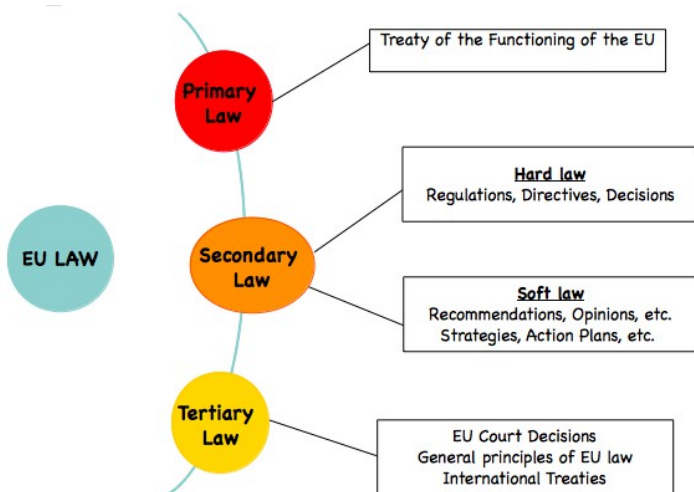 EU LAW
Primary
Law
Treaty of the Functioning of the EU
Secondary
Law
Hard law
Regulations, Directives, Decisions
Soft law
Recommendations, Opinions, etc.
Strategies, Action Plans, etc.
Tertiary
Law
EU Court Decisions
General principles of EU law
International Treaties